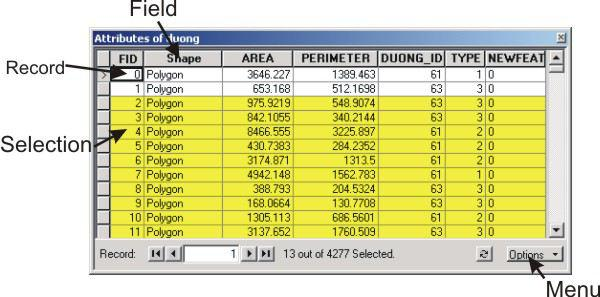 Field
Attributes of duong
FID Shape AREA PERIMETER DUONG_ID TYPE NEWFEAT
Record
0 Polygon 3646.227 1389.463 61 1 0
1 Polygon 653.168 512.1698 63 3 0
2 Polygon 975.9219 548.9074 63 3 0
3 Polygon 842.1055 340.2144 63 3 0
Selection
4 Polygon 8466.555 3225.897 61 2 0
5 Polygon 430.7383 284.2352 61 2 0
6 Polygon 3174.871 1313.5 61 2 0
7 Polygon 4942.148 1562.783 61 1 0
8 Polygon 388.793 204.5324 63 3 0
9 Polygon 168.0664 130.7708 63 3 0
10 Polygon 1305.113 686.5601 61 2 0
11 Polygon 3137.652 1760.509 63 3 0
Record: 1 13 out of 4277 Selected. Options
Menu